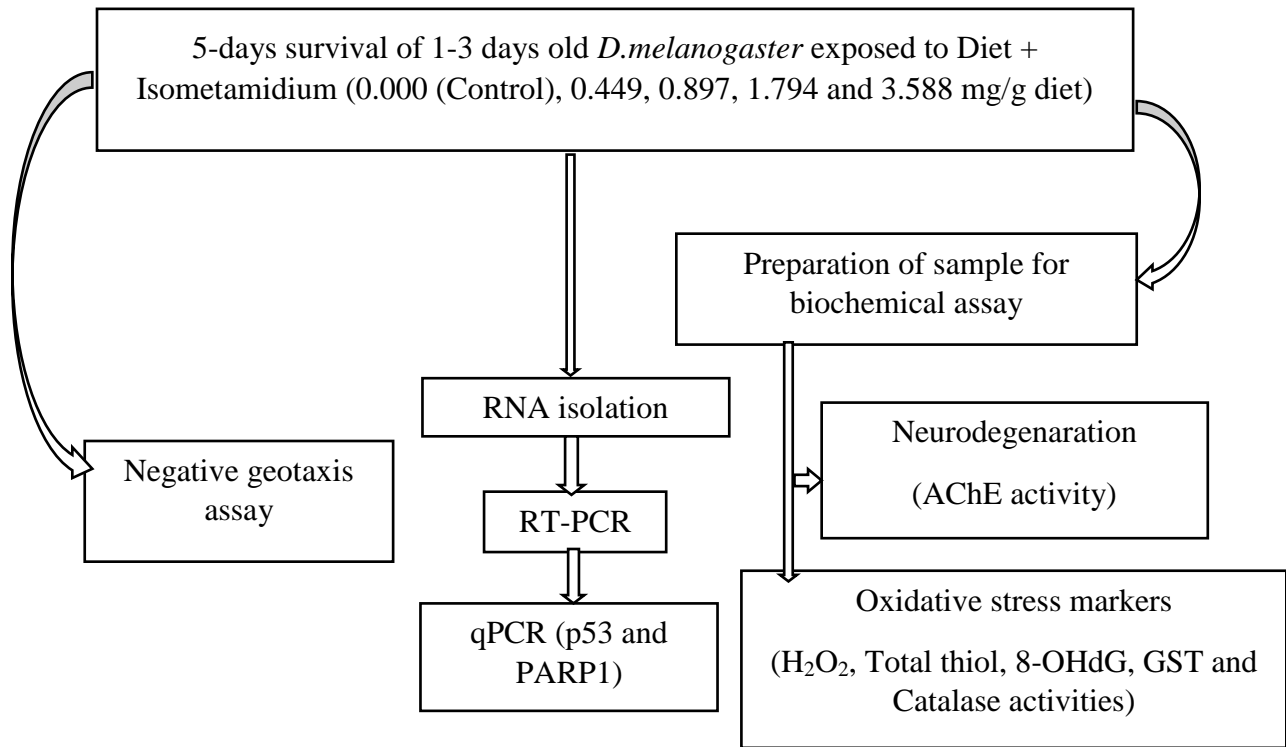 5-days survival of 1-3 days old D.melanogaster exposed to Diet +
Isometamidium (0.000 (Control), 0.449, 0.897, 1.794 and 3.588 mg/g diet)
Preparation of sample for
biochemical assay
RNA isolation
Neurodegenaration
(AChE activity)
Negative geotaxis
assay
RT-PCR
qPCR (p53 and
PARP1)
Oxidative stress markers
(H₂O₂, Total thiol, 8-OHdG, GST and
Catalase activities)